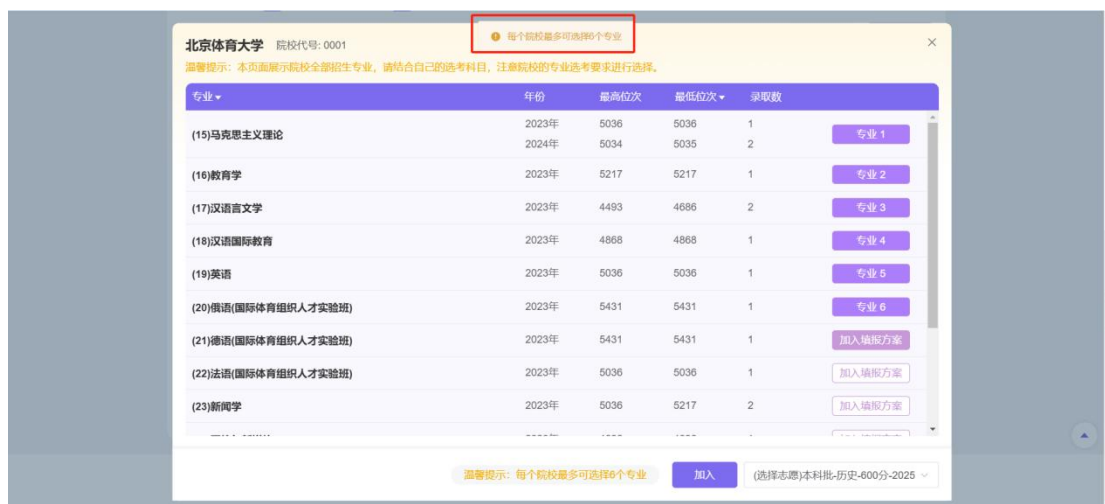 每个院校最多可选择6个专业
北京体育大学 院校代号: 0001
温馨提示：本页面展示院校全部招生专业，请结合自己的选考科目，注意院校的专业选考要求进行选择。
专业 年份 最高位次 最低位次 录取数
(15)马克思主义理论 2023年 5036 5036 1 专业 1
2024年 5034 5035 2
(16)教育学 2023年 5217 5217 1 专业 2
(17)汉语言文学 2023年 4493 4686 2 专业 3
(18)汉语国际教育 2023年 4868 4868 1 专业 4
(19)英语 2023年 5036 5036 1 专业 5
(20)俄语(国际体育组织人才实验班) 2023年 5431 5431 1 专业 6
(21)德语(国际体育组织人才实验班) 2023年 5431 5431 1 加入填报方案
(22)法语(国际体育组织人才实验班) 2023年 5036 5036 1 加入填报方案
(23)新闻学 2023年 5036 5217 2 加入填报方案
温馨提示：每个院校最多可选择6个专业 加入 (选择志愿)本科批-历史-600分-2025